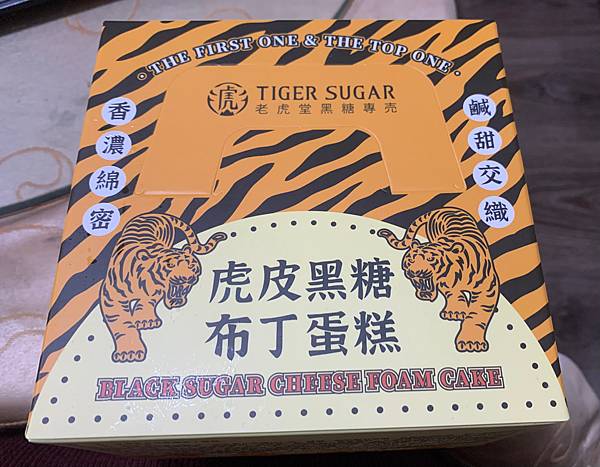 · THE FIRST ONE & THE TOP ONE ·
虎
TIGER SUGAR
老虎堂黑糖專売
香濃綿密
鹹甜交織
虎皮黑糖
布丁蛋糕
BLACK SUGAR CHEESE FOAM CAKE